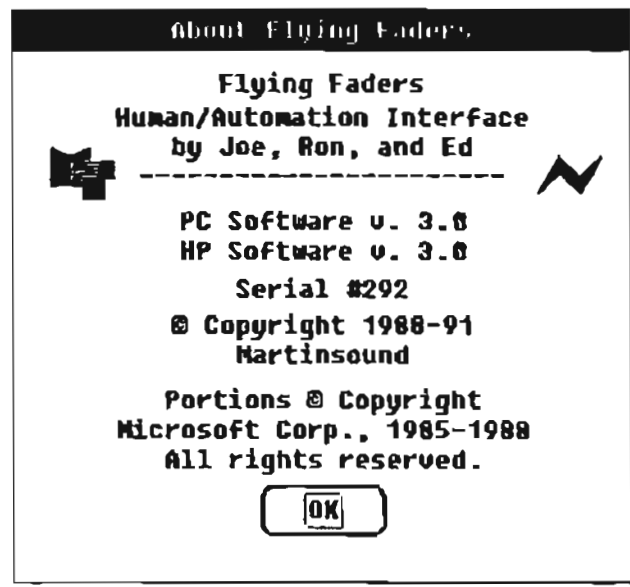 About Flying Faders
Flying Faders
Human/Automation Interface
by Joe, Ron, and Ed
------------------------
PC Software v. 3.0
HP Software v. 3.0
Serial #292
© Copyright 1988-91
Martinsound
Portions © Copyright
Microsoft Corp., 1985-1988
All rights reserved.
OK